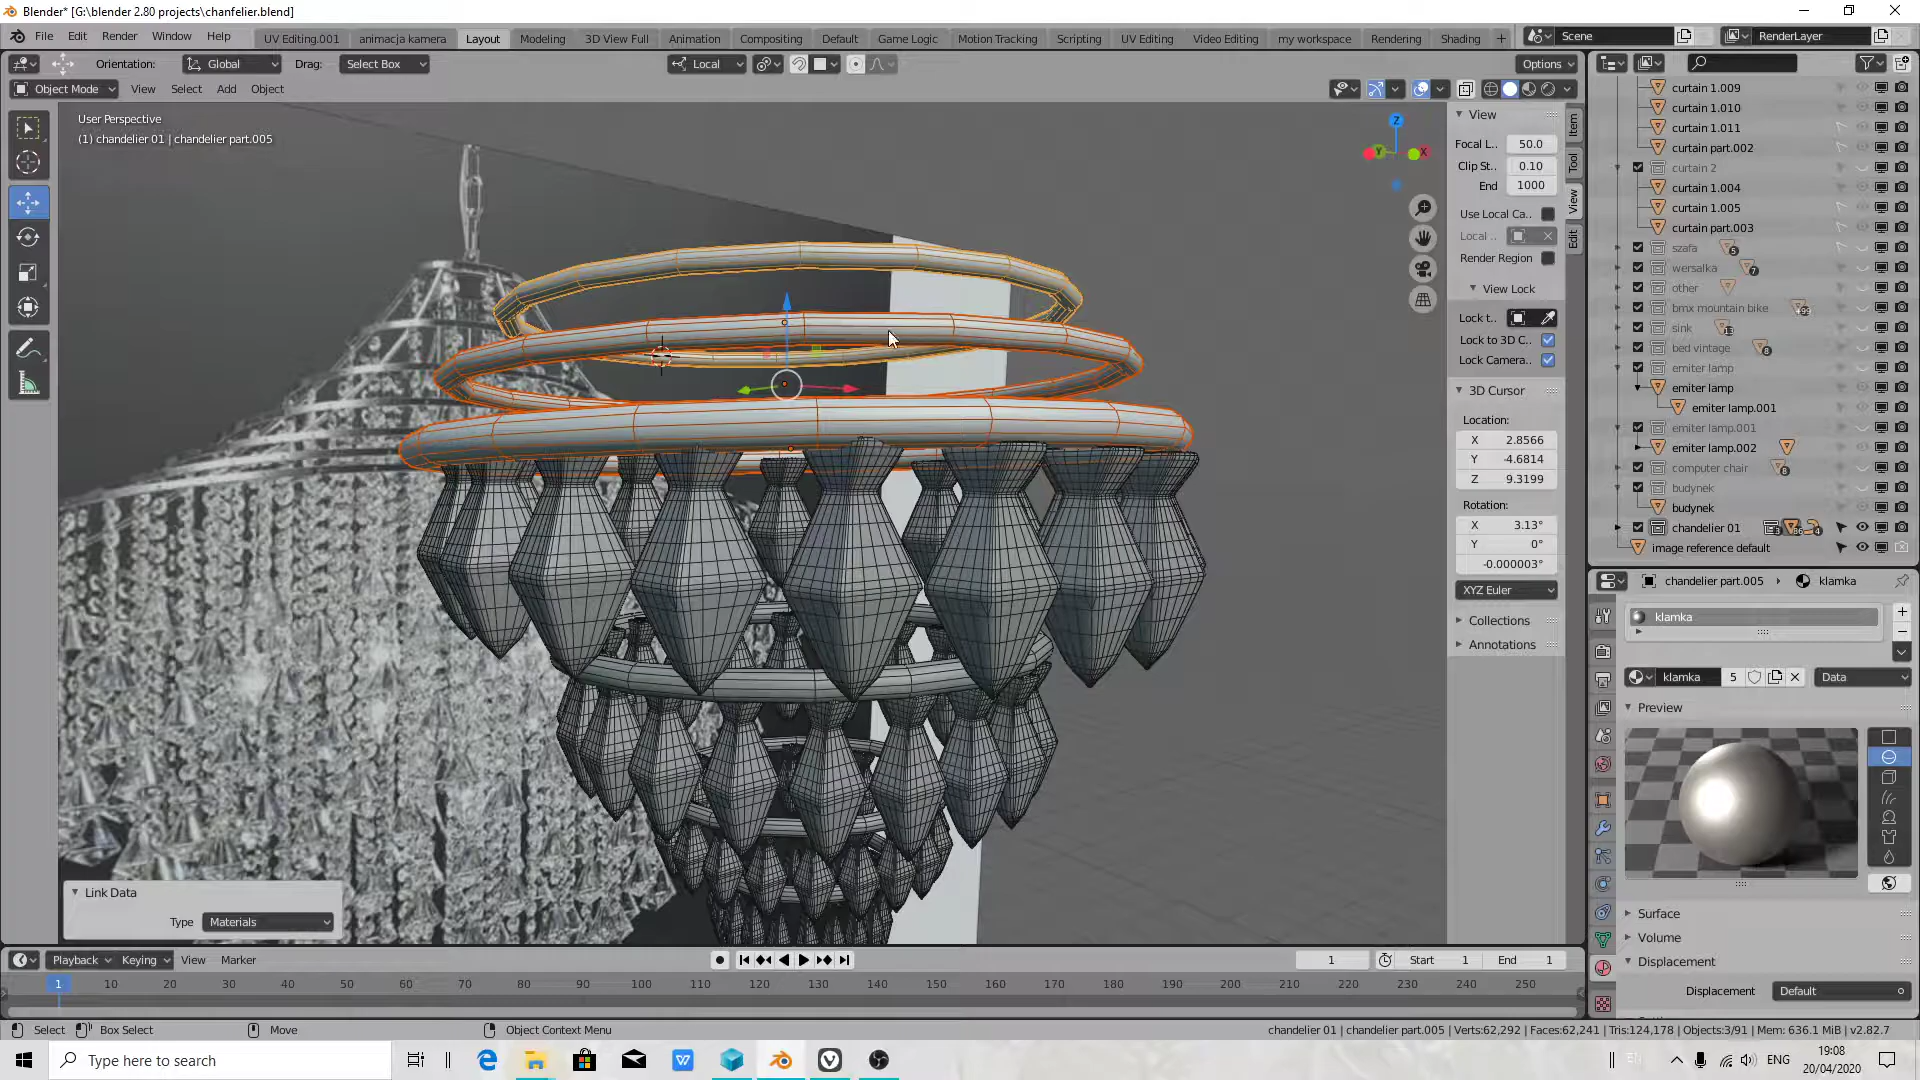 Blender* [G:\blender 2.80 projects\chanfelier.blend]
File Edit Render Window Help UV Editing.001 animacja kamera Layout Modeling 3D View Full Animation Compositing Default Game Logic Motion Tracking Scripting UV Editing Video Editing my workspace Rendering Shading Scene RenderLayer
Orientation: Global Drag: Select Box Local Options
Object Mode View Select Add Object
User Perspective
(1) chandelier 01 | chandelier part.005
Z
Y
X
View
Focal L.. 50.0
Clip St.. 0.10
End 1000
Use Local Ca..
Local ..
Render Region
View Lock
Lock t..
Lock to 3D C..
Lock Camera..
3D Cursor
Location:
X 2.8566
Y -4.6814
Z 9.3199
Rotation:
X 3.13°
Y 0°
-0.000003°
XYZ Euler
Collections
Annotations
Item
Tool
View
Edit
curtain 1.009
curtain 1.010
curtain 1.011
curtain part.002
curtain 2
curtain 1.004
curtain 1.005
curtain part.003
szafa 5
wersalka 7
other
bmx mountain bike
sink 13
bed vintage 8
emiter lamp
emiter lamp
emiter lamp.001
emiter lamp.001
emiter lamp.002
computer chair 8
budynek
budynek
chandelier 01
image reference default
chandelier part.005 klamka
klamka
klamka 5 Data
Preview
Surface
Volume
Displacement
Displacement Default
Link Data
Type Materials
Playback Keying View Marker 1 Start 1 End 1
1 10 20 30 40 50 60 70 80 90 100 110 120 130 140 150 160 170 180 190 200 210 220 230 240 250
Select Box Select Move Object Context Menu chandelier 01 | chandelier part.005 | Verts:62,292 | Faces:62,241 | Tris:124,178 | Objects:3/91 | Mem: 636.1 MiB | v2.82.7
Type here to search ENG 19:08
20/04/2020